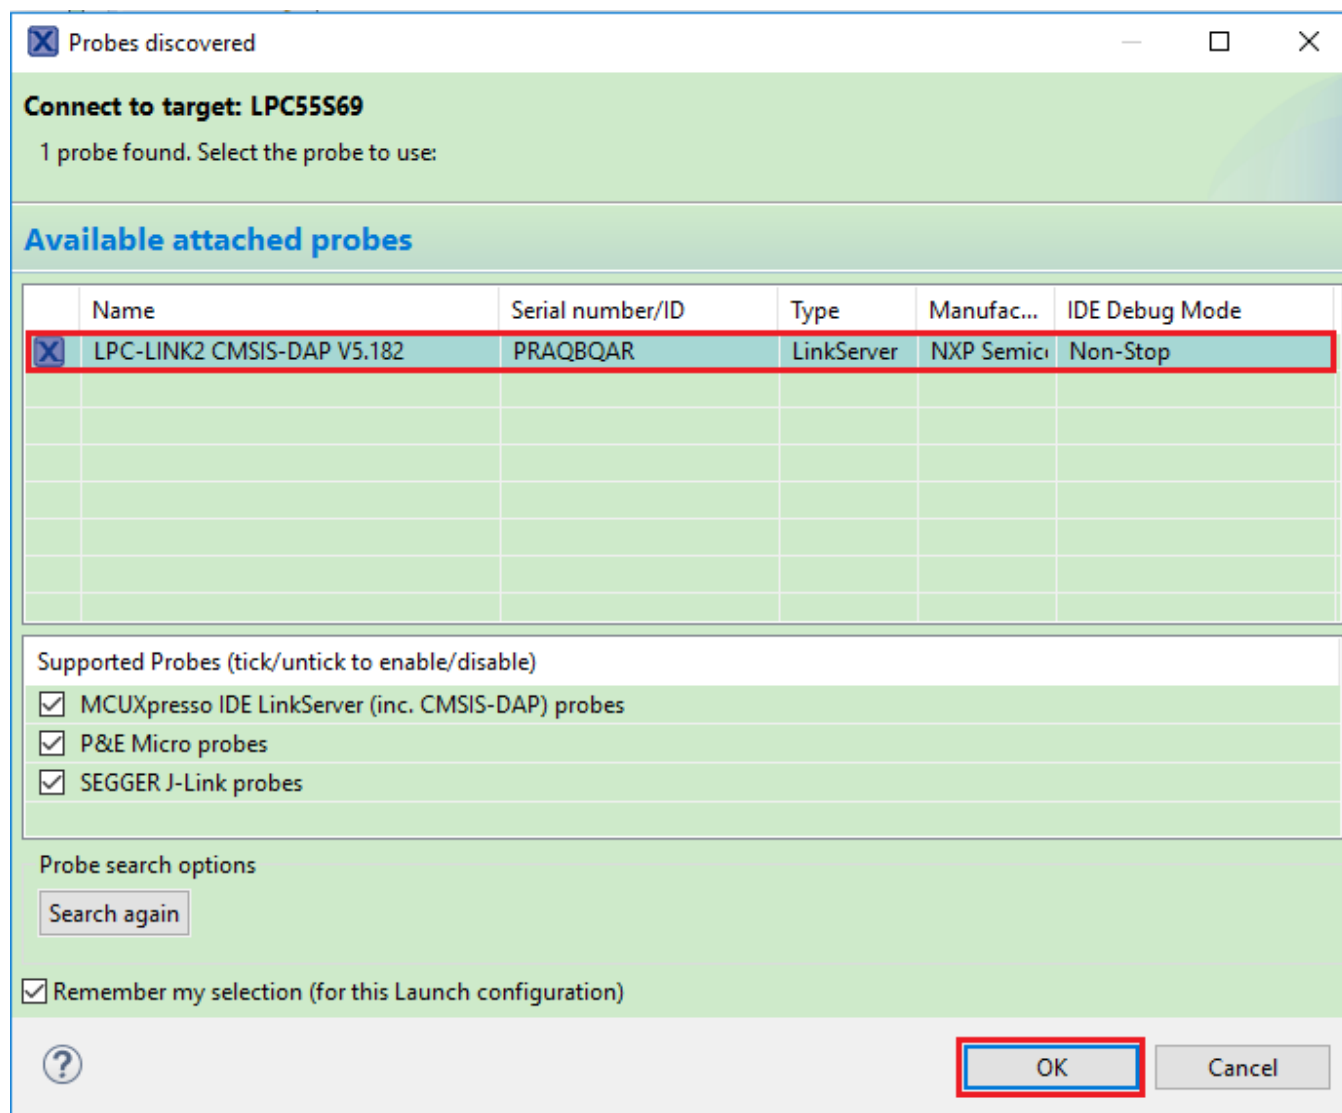 Probes discovered
Connect to target: LPC55S69
1 probe found. Select the probe to use:
Available attached probes
Name Serial number/ID Type Manufac... IDE Debug Mode
LPC-LINK2 CMSIS-DAP V5.182 PRAQBQAR LinkServer NXP Semic Non-Stop
Supported Probes (tick/untick to enable/disable)
MCUXpresso IDE LinkServer (inc. CMSIS-DAP) probes
P&E Micro probes
SEGGER J-Link probes
Probe search options
Search again
Remember my selection (for this Launch configuration)
? OK Cancel